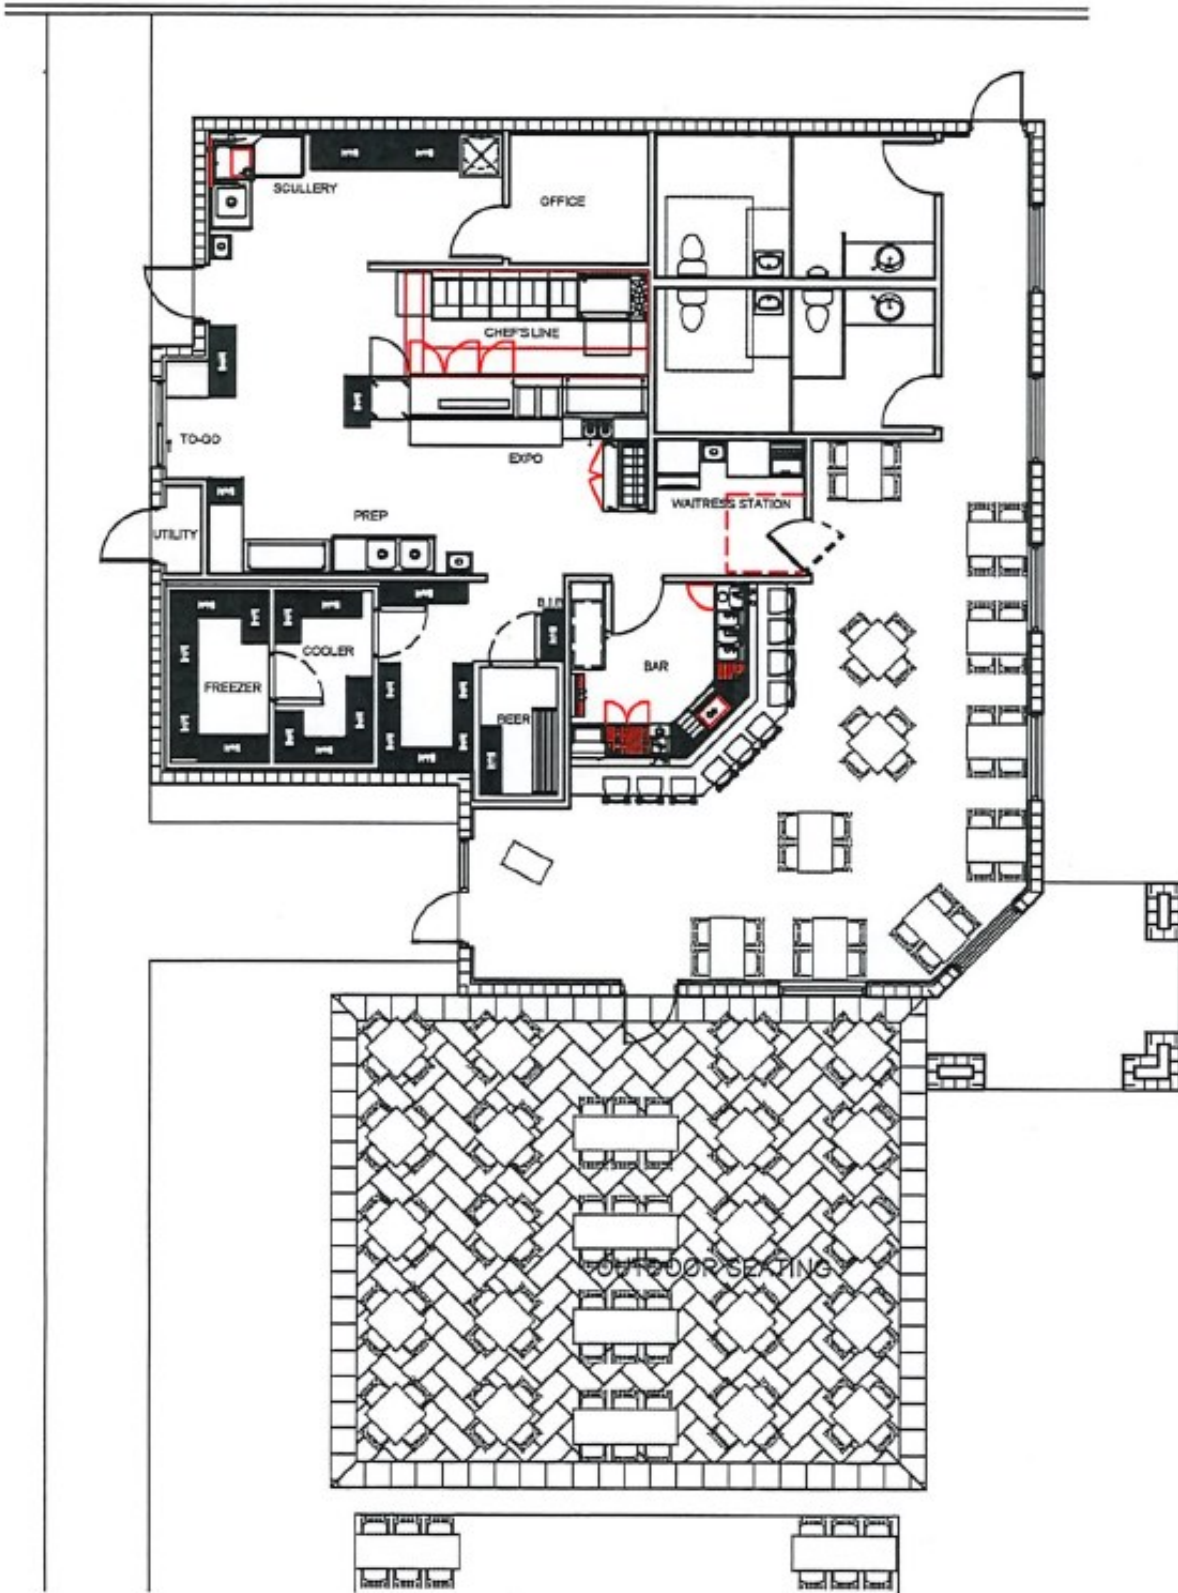 SCULLERY
OFFICE
CHEF'S LINE
TO-GO
EXPO
WAITRESS STATION
PREP
UTILITY
B.I.B
COOLER
BAR
FREEZER
BEER
OUTDOOR SEATING